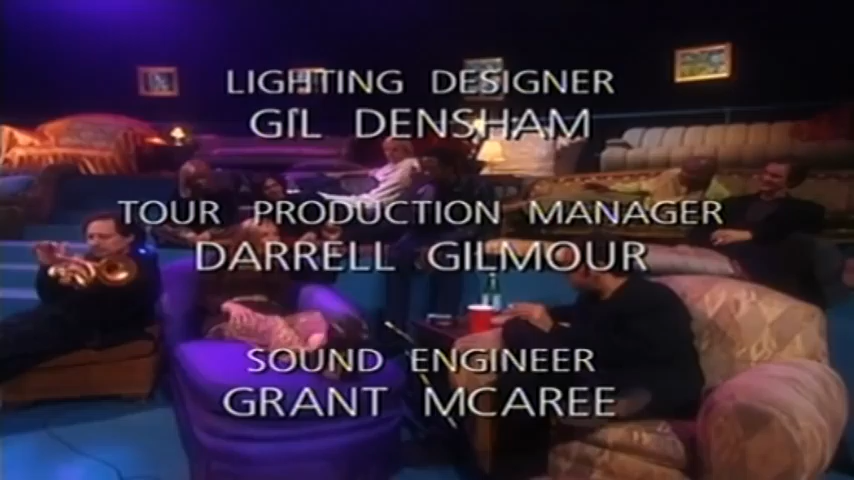 LIGHTING DESIGNER
GIL DENSHAM
TOUR PRODUCTION MANAGER
DARRELL GILMOUR
SOUND ENGINEER
GRANT MCAREE